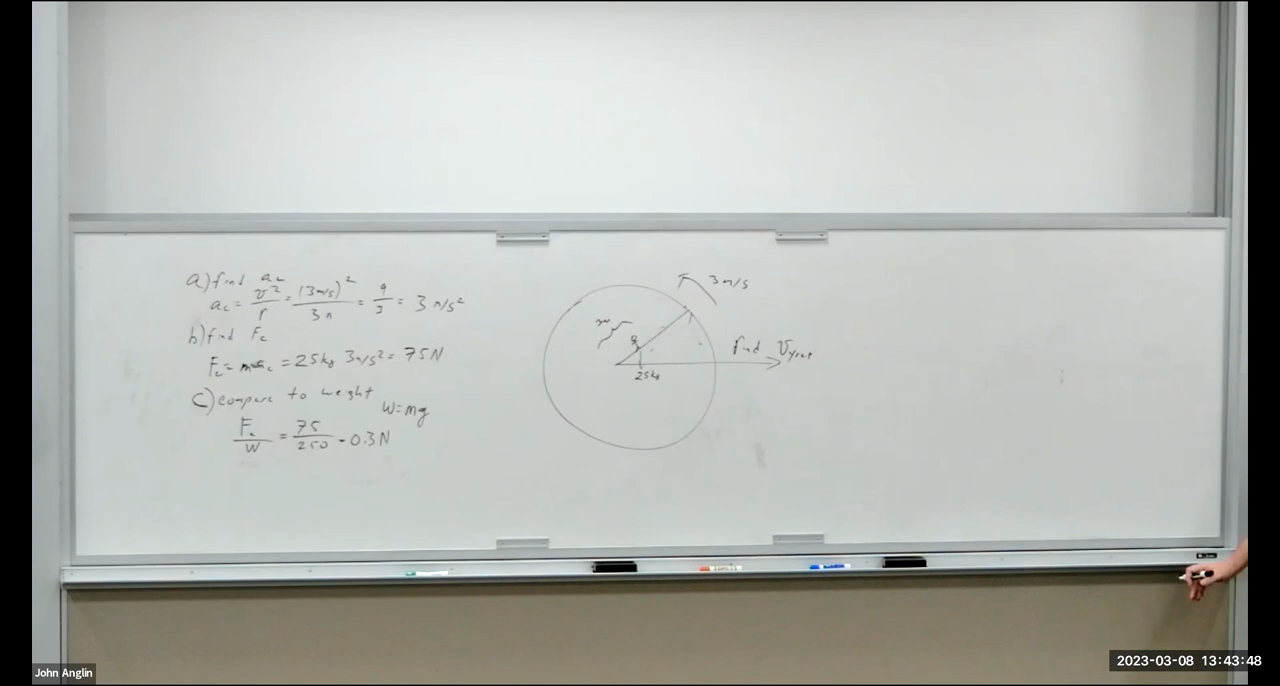 a) find ac
ac = v²/r = (3m/s)²/3m = 9/3 = 3 m/s²
b) find Fc
Fc = mac = 25kg 3m/s² = 75N
c) compare to weight
W=mg
Fc/W = 75/250 = 0.3N
3m/s
3m
25kg
find
John Anglin
2023-03-08 13:43:48